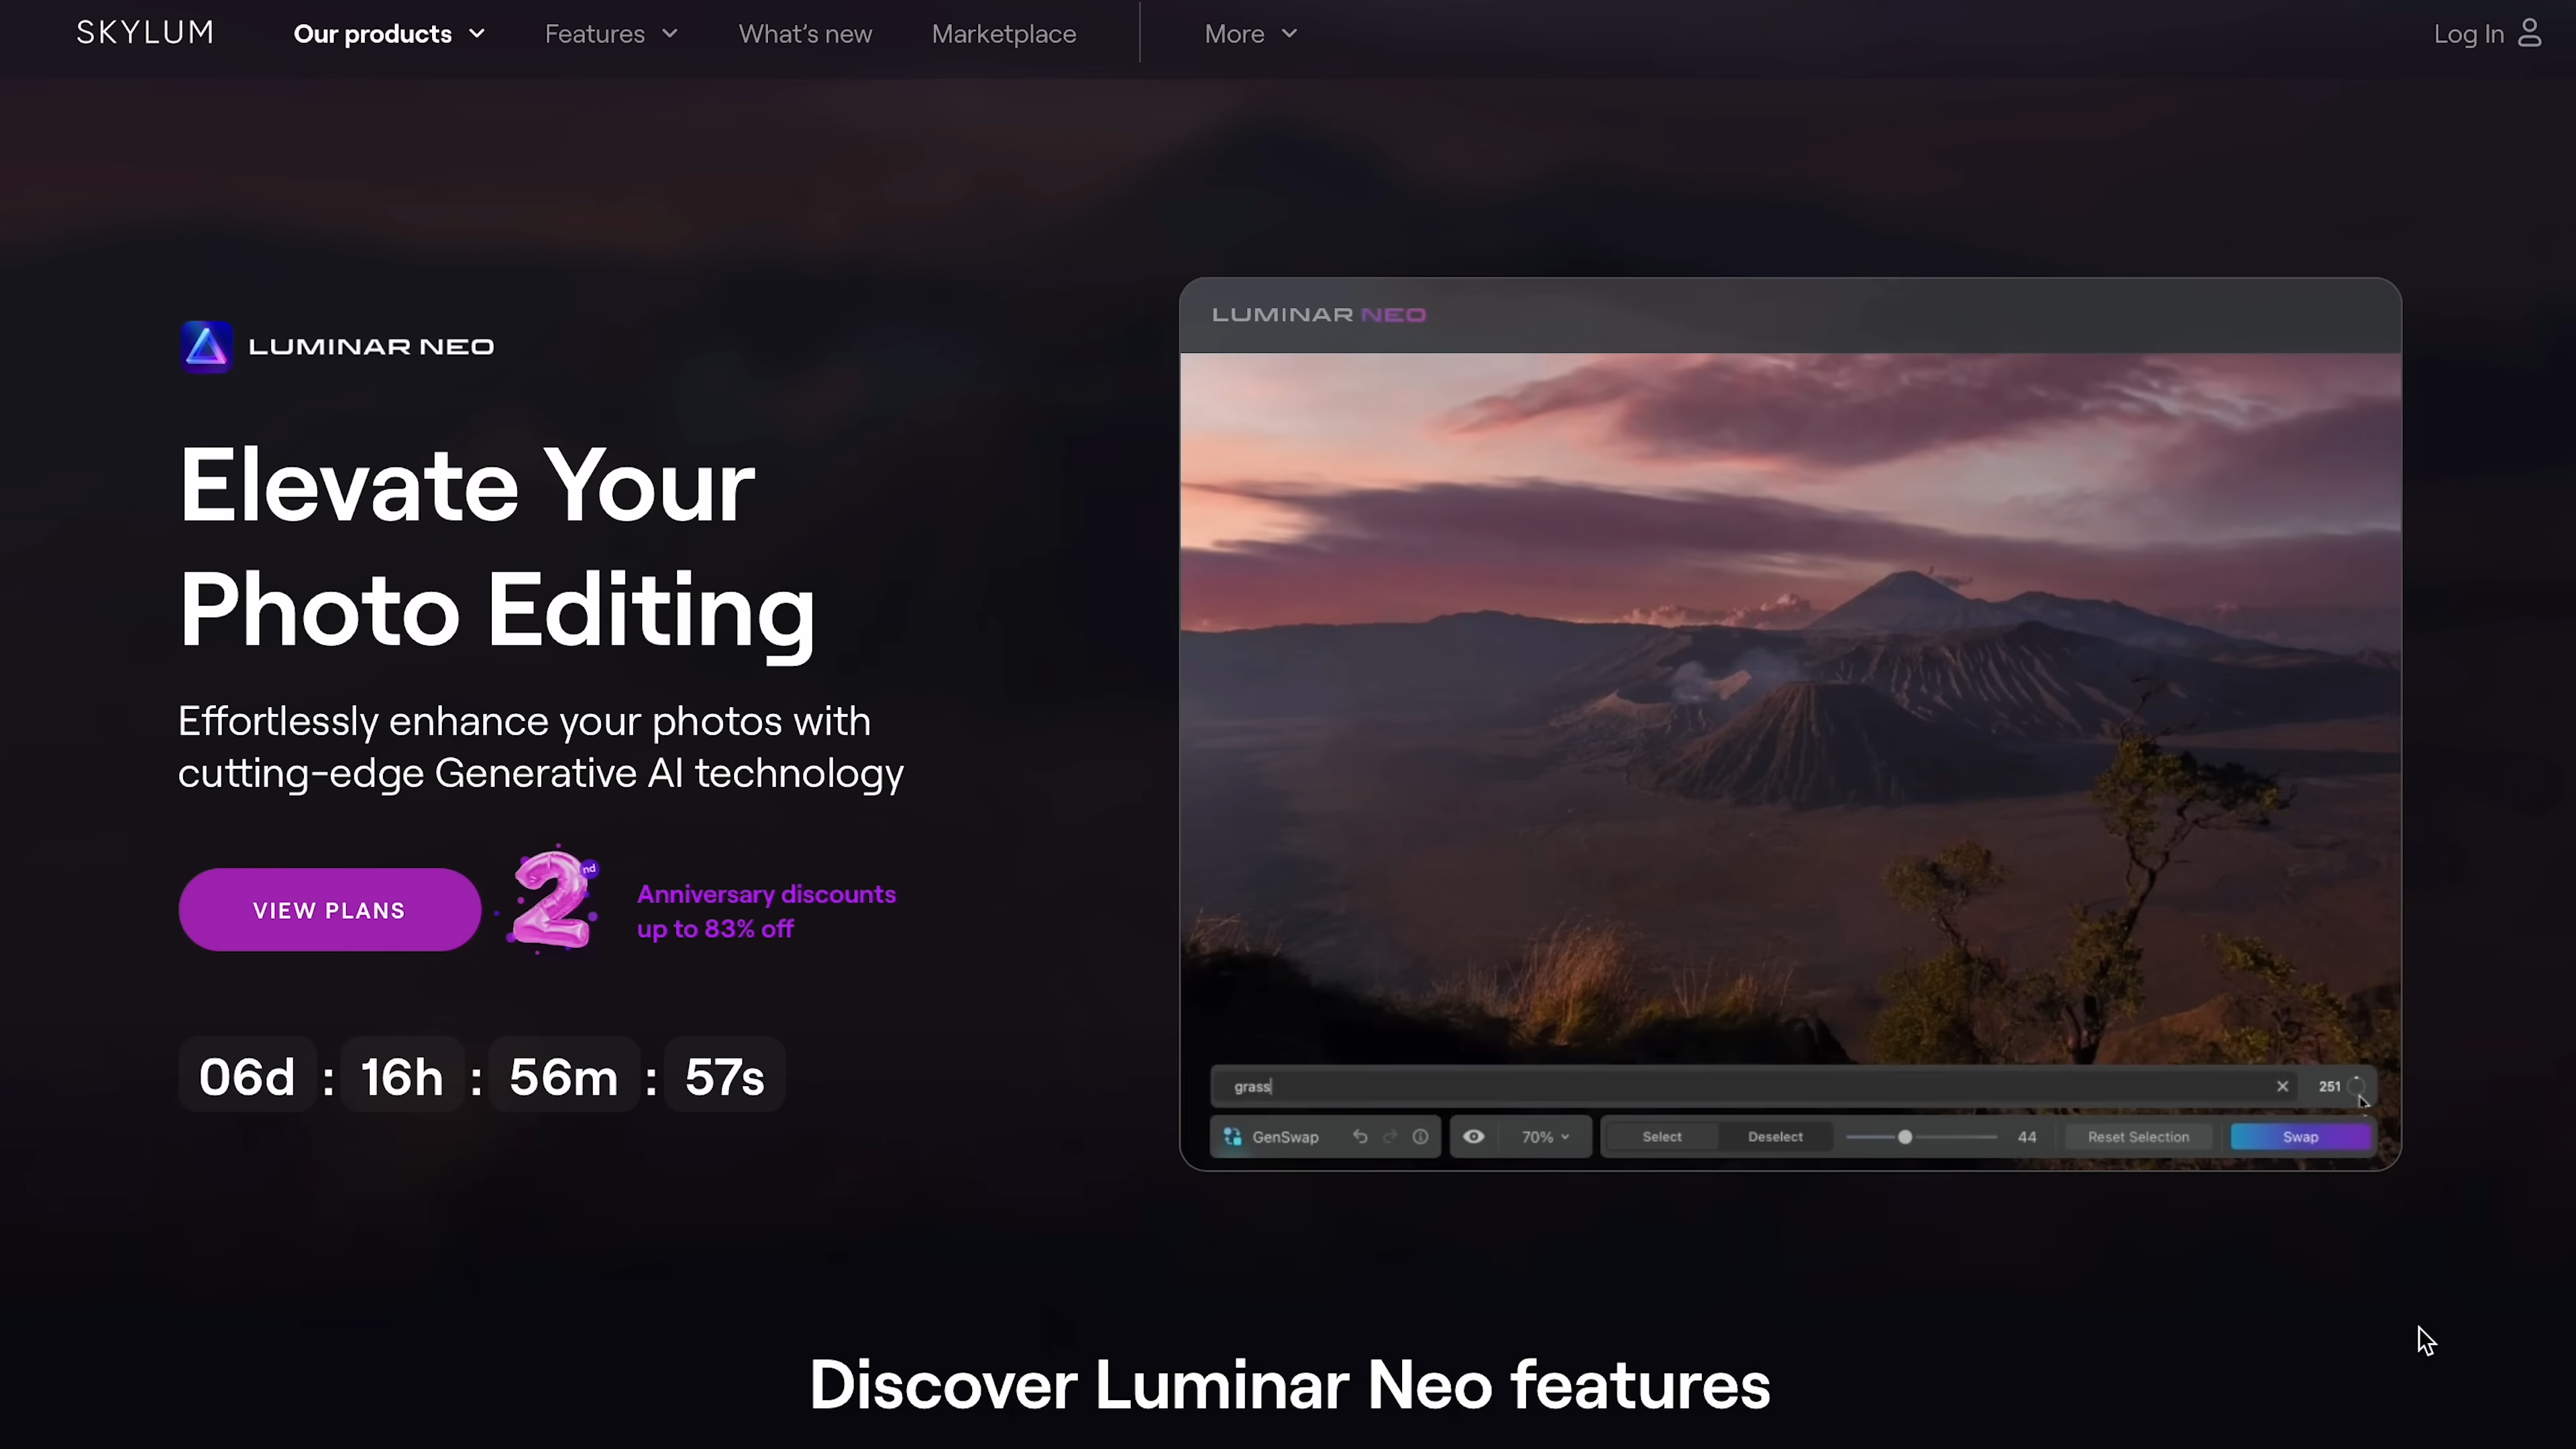 SKYLUM
Our products
Features
What's new
Marketplace
More
Log In
LUMINAR NEO
Elevate Your
Photo Editing
Effortlessly enhance your photos with
cutting-edge Generative AI technology
VIEW PLANS
2nd
Anniversary discounts
up to 83% off
06d : 16h : 56m : 57s
LUMINAR NEO
grass
251
GenSwap
70%
Select
Deselect
44
Reset Selection
Swap
Discover Luminar Neo features